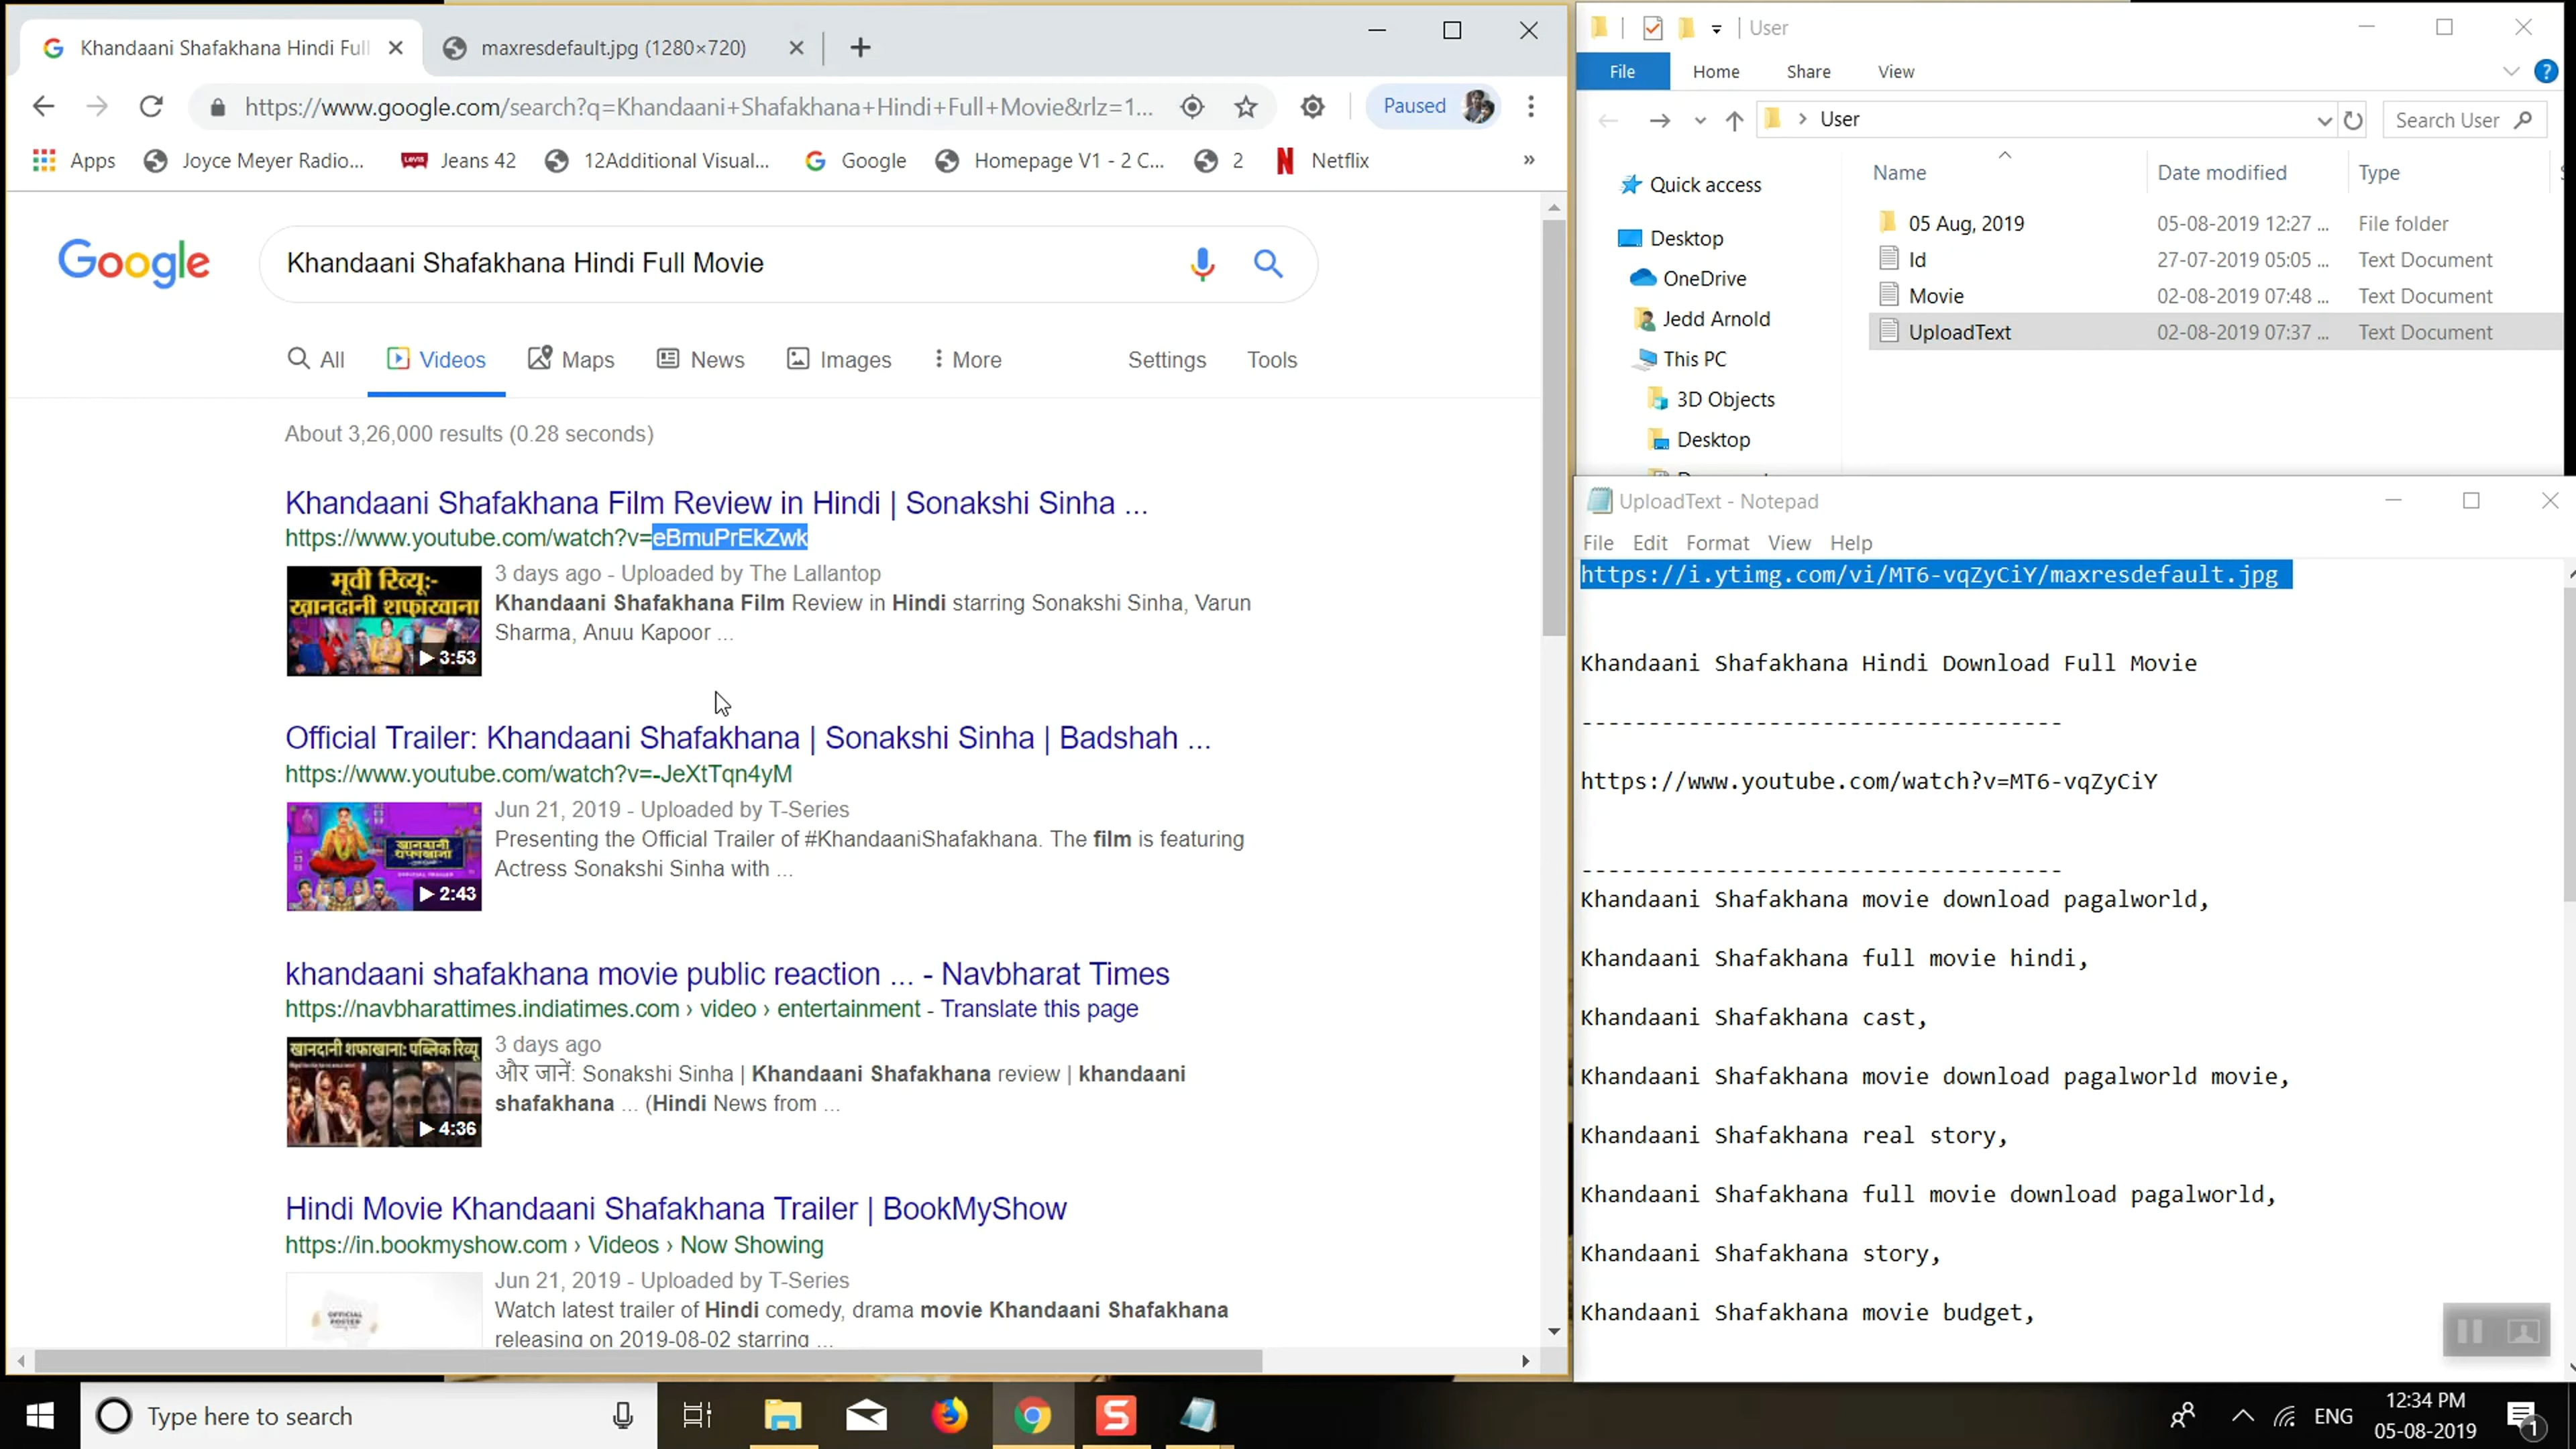 Khandaani Shafakhana Hindi Full
maxresdefault.jpg (1280×720)
https://www.google.com/search?q=Khandaani+Shafakhana+Hindi+Full+Movie&rlz=1...
Paused
Apps
Joyce Meyer Radio...
Jeans 42
12Additional Visual...
Google
Homepage V1 - 2 C...
2
Netflix
»
Google
Khandaani Shafakhana Hindi Full Movie
All
Videos
Maps
News
Images
More
Settings
Tools
About 3,26,000 results (0.28 seconds)
Khandaani Shafakhana Film Review in Hindi | Sonakshi Sinha ...
https://www.youtube.com/watch?v=eBmuPrEkZwk
मूवी रिव्यू:-
खानदानी शफ़ाखाना
3:53
3 days ago - Uploaded by The Lallantop
Khandaani Shafakhana Film Review in Hindi starring Sonakshi Sinha, Varun
Sharma, Anuu Kapoor ...
Official Trailer: Khandaani Shafakhana | Sonakshi Sinha | Badshah ...
https://www.youtube.com/watch?v=-JeXtTqn4yM
खानदानी
शफाखाना
2:43
Jun 21, 2019 - Uploaded by T-Series
Presenting the Official Trailer of #KhandaaniShafakhana. The film is featuring
Actress Sonakshi Sinha with ...
khandaani shafakhana movie public reaction ... - Navbharat Times
https://navbharattimes.indiatimes.com › video › entertainment - Translate this page
खानदानी शफाखाना: पब्लिक रिव्यू
4:36
3 days ago
और जानें: Sonakshi Sinha | Khandaani Shafakhana review | khandaani
shafakhana ... (Hindi News from ...
Hindi Movie Khandaani Shafakhana Trailer | BookMyShow
https://in.bookmyshow.com › Videos › Now Showing
OFFICIAL
POSTER
Jun 21, 2019 - Uploaded by T-Series
Watch latest trailer of Hindi comedy, drama movie Khandaani Shafakhana
releasing on 2019-08-02 starring ...
User
File
Home
Share
View
User
Search User
Quick access
Desktop
OneDrive
Jedd Arnold
This PC
3D Objects
Desktop
Name
Date modified
Type
05 Aug, 2019
05-08-2019 12:27 ...
File folder
Id
27-07-2019 05:05 ...
Text Document
Movie
02-08-2019 07:48 ...
Text Document
UploadText
02-08-2019 07:37 ...
Text Document
UploadText - Notepad
File
Edit
Format
View
Help
https://i.ytimg.com/vi/MT6-vqZyCiY/maxresdefault.jpg
Khandaani Shafakhana Hindi Download Full Movie
------------------------------------
https://www.youtube.com/watch?v=MT6-vqZyCiY
------------------------------------
Khandaani Shafakhana movie download pagalworld,
Khandaani Shafakhana full movie hindi,
Khandaani Shafakhana cast,
Khandaani Shafakhana movie download pagalworld movie,
Khandaani Shafakhana real story,
Khandaani Shafakhana full movie download pagalworld,
Khandaani Shafakhana story,
Khandaani Shafakhana movie budget,
Type here to search
ENG
12:34 PM
05-08-2019
1